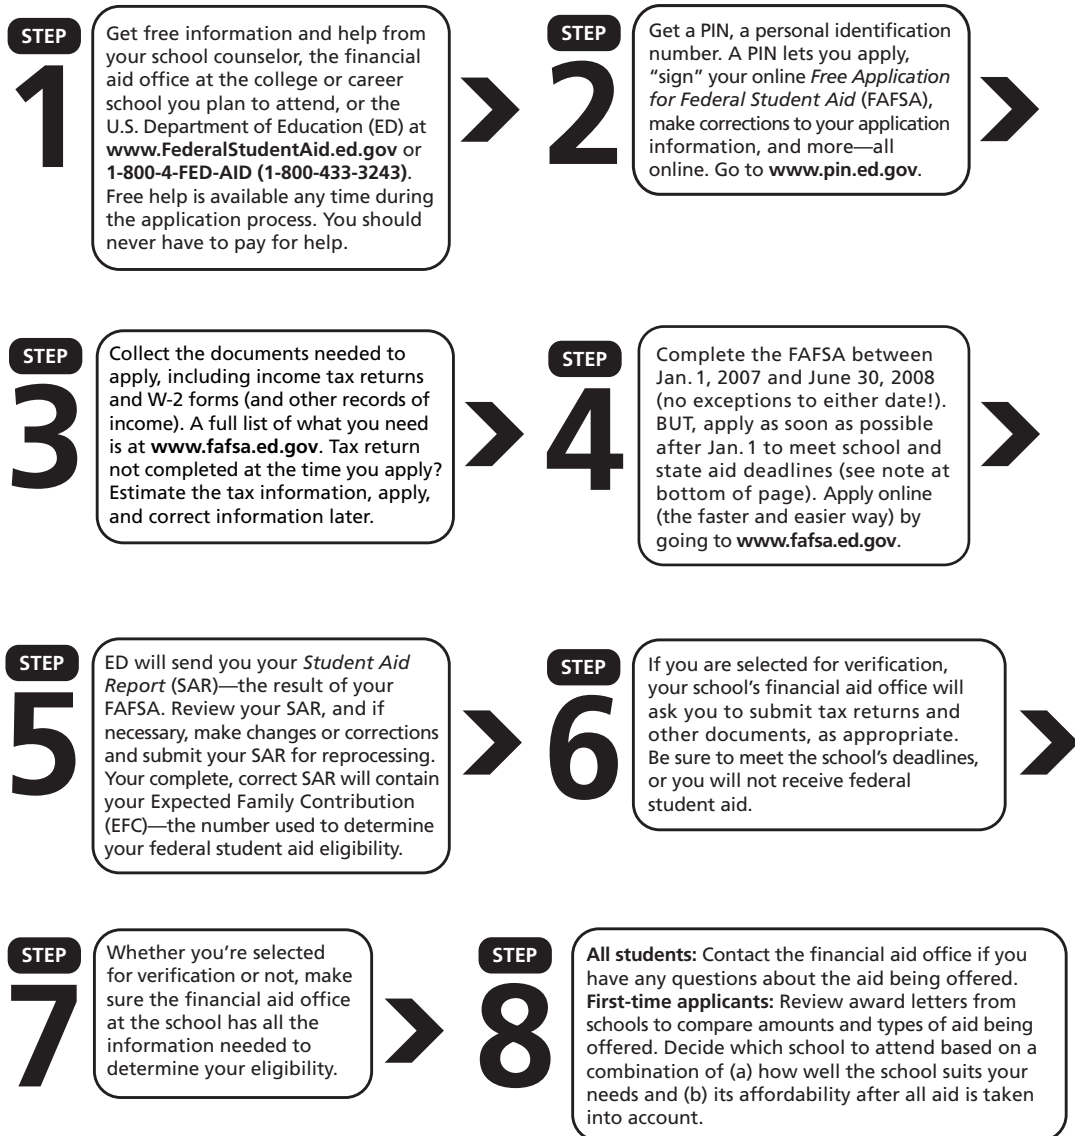 STEP
1
Get free information and help from
your school counselor, the financial
aid office at the college or career
school you plan to attend, or the
U.S. Department of Education (ED) at
www.FederalStudentAid.ed.gov or
1-800-4-FED-AID (1-800-433-3243).
Free help is available any time during
the application process. You should
never have to pay for help.
STEP
2
Get a PIN, a personal identification
number. A PIN lets you apply,
“sign” your online Free Application
for Federal Student Aid (FAFSA),
make corrections to your application
information, and more—all
online. Go to www.pin.ed.gov.
STEP
3
Collect the documents needed to
apply, including income tax returns
and W-2 forms (and other records of
income). A full list of what you need
is at www.fafsa.ed.gov. Tax return
not completed at the time you apply?
Estimate the tax information, apply,
and correct information later.
STEP
4
Complete the FAFSA between
Jan. 1, 2007 and June 30, 2008
(no exceptions to either date!).
BUT, apply as soon as possible
after Jan. 1 to meet school and
state aid deadlines (see note at
bottom of page). Apply online
(the faster and easier way) by
going to www.fafsa.ed.gov.
STEP
5
ED will send you your Student Aid
Report (SAR)—the result of your
FAFSA. Review your SAR, and if
necessary, make changes or corrections
and submit your SAR for reprocessing.
Your complete, correct SAR will contain
your Expected Family Contribution
(EFC)—the number used to determine
your federal student aid eligibility.
STEP
6
If you are selected for verification,
your school’s financial aid office will
ask you to submit tax returns and
other documents, as appropriate.
Be sure to meet the school’s deadlines,
or you will not receive federal
student aid.
STEP
7
Whether you’re selected
for verification or not, make
sure the financial aid office
at the school has all the
information needed to
determine your eligibility.
STEP
8
All students: Contact the financial aid office if you
have any questions about the aid being offered.
First-time applicants: Review award letters from
schools to compare amounts and types of aid being
offered. Decide which school to attend based on a
combination of (a) how well the school suits your
needs and (b) its affordability after all aid is taken
into account.